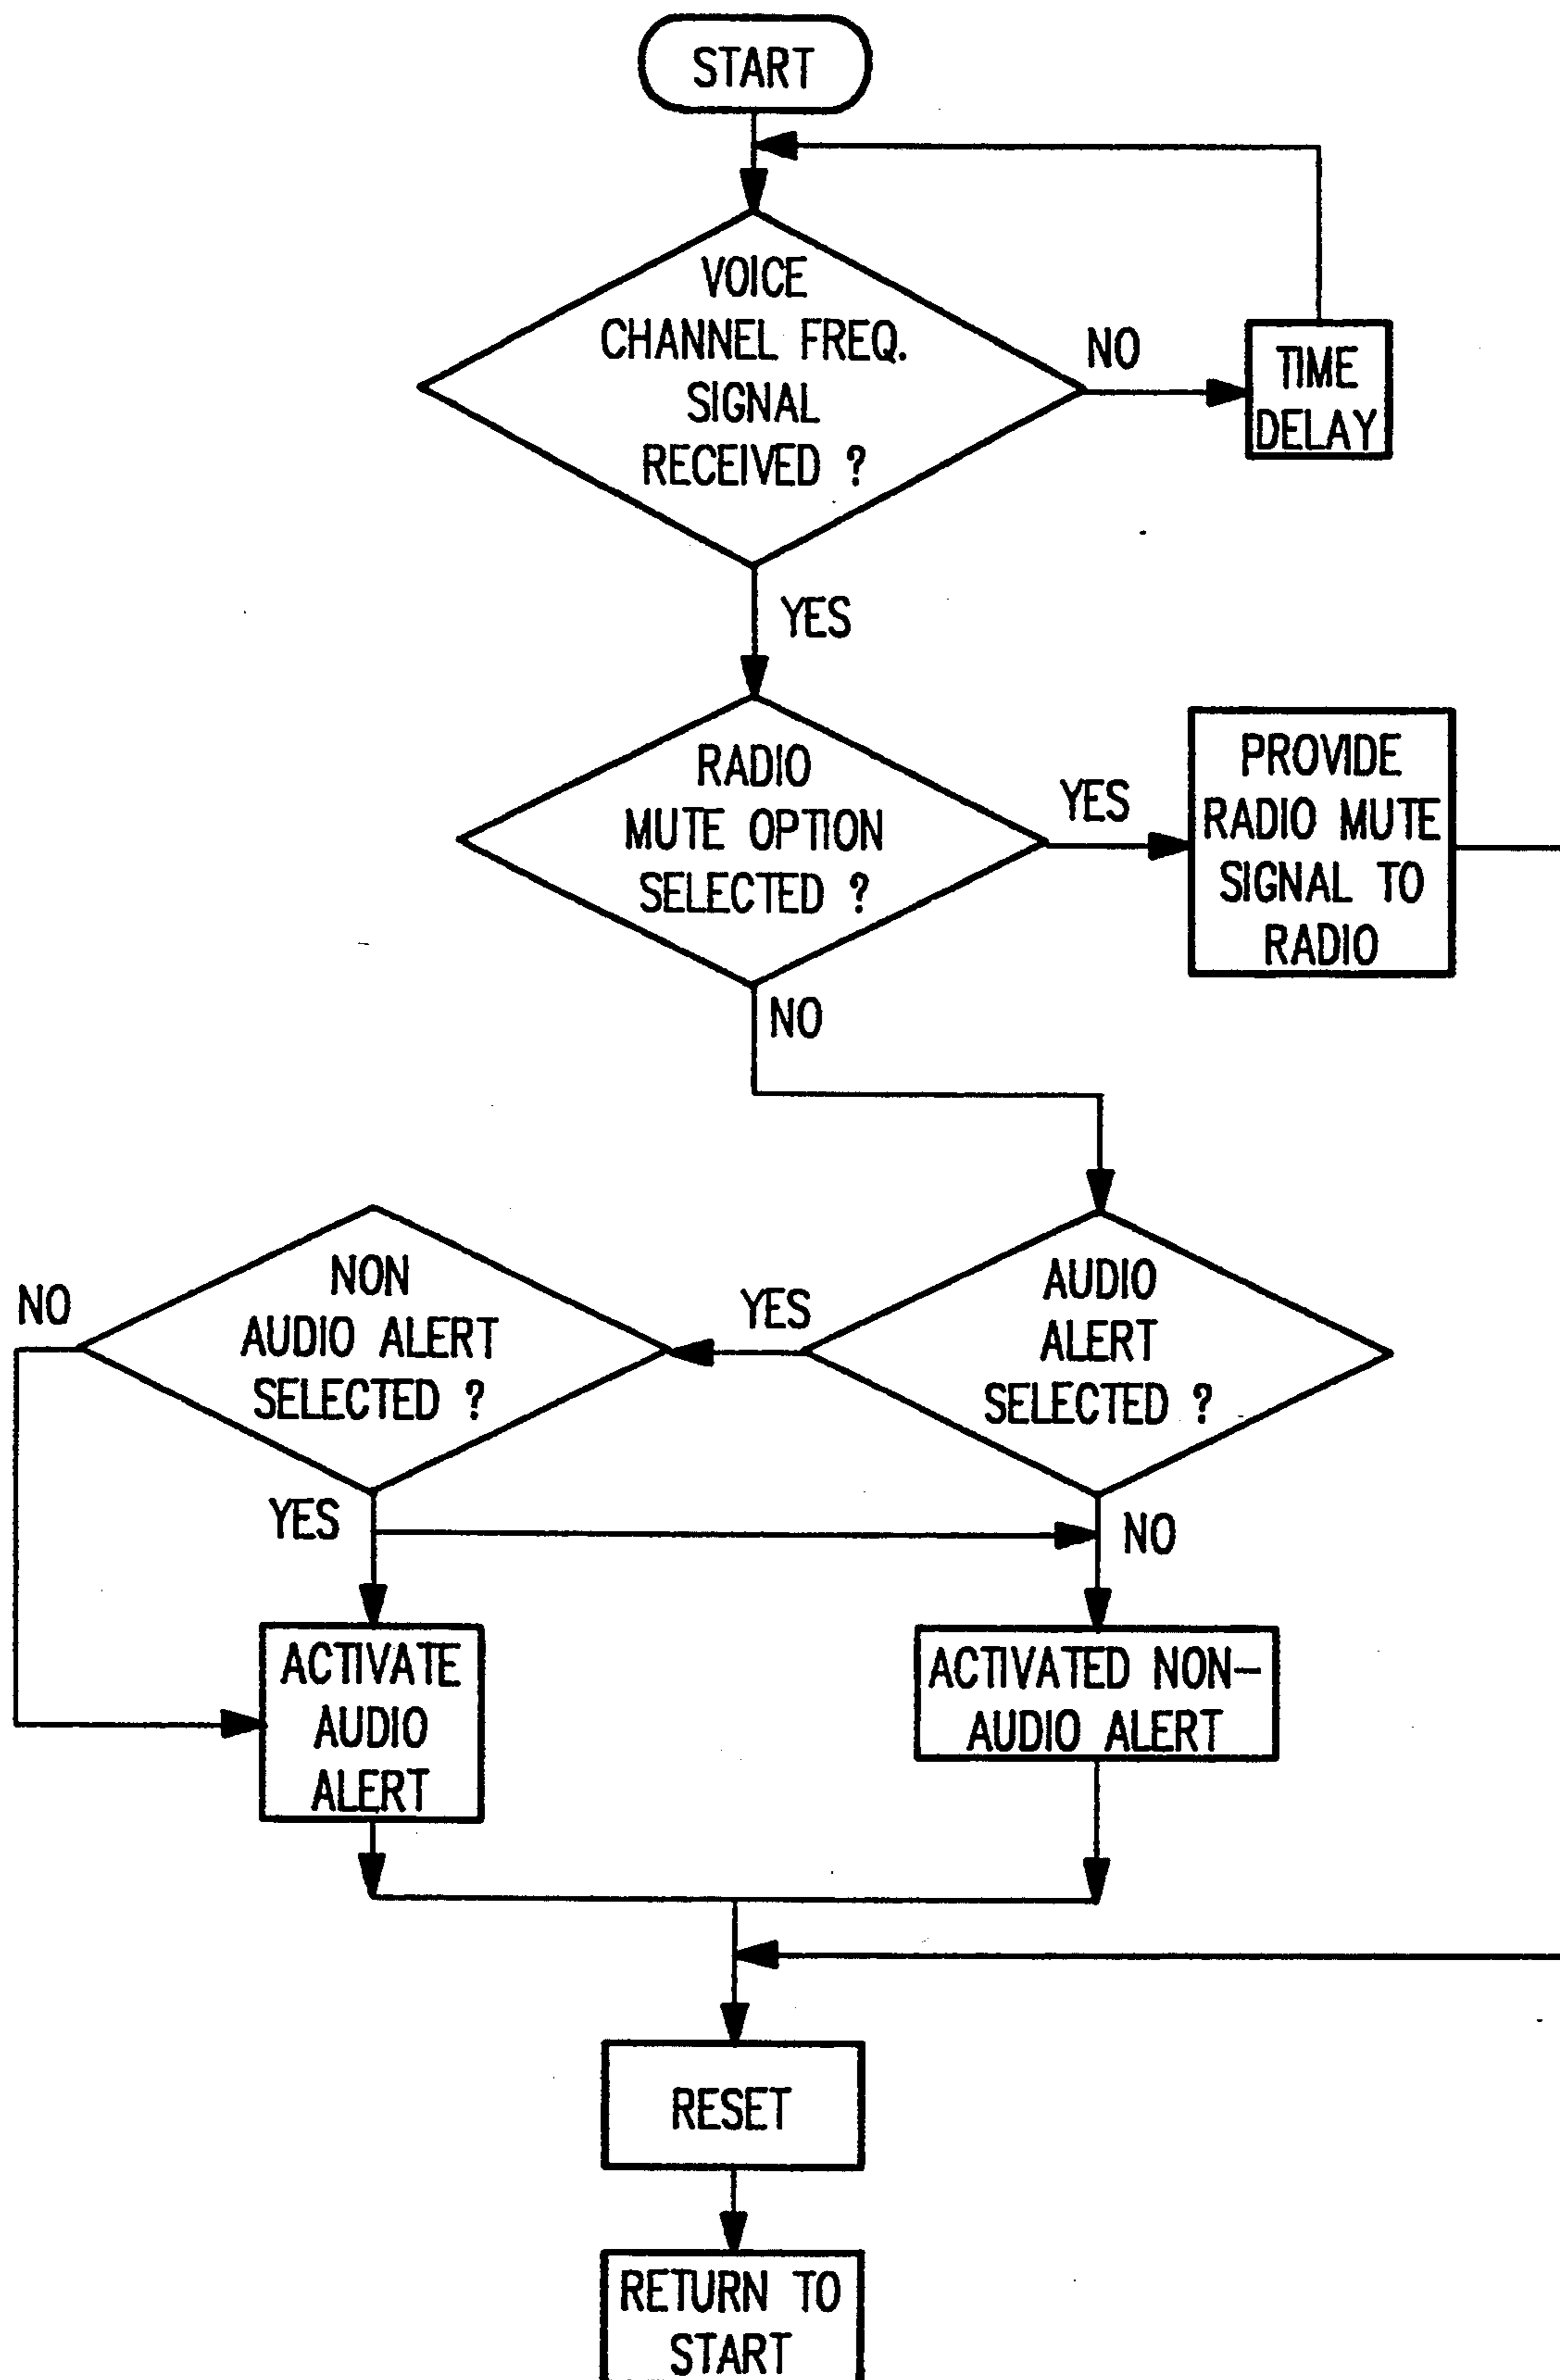 START
VOICE
CHANNEL FREQ.
SIGNAL
RECEIVED ?
NO
TIME
DELAY
YES
RADIO
MUTE OPTION
SELECTED ?
YES
PROVIDE
RADIO MUTE
SIGNAL TO
RADIO
NO
AUDIO
ALERT
SELECTED ?
YES
NON
AUDIO ALERT
SELECTED ?
NO
YES
NO
ACTIVATE
AUDIO
ALERT
ACTIVATED NON-
AUDIO ALERT
RESET
RETURN TO
START